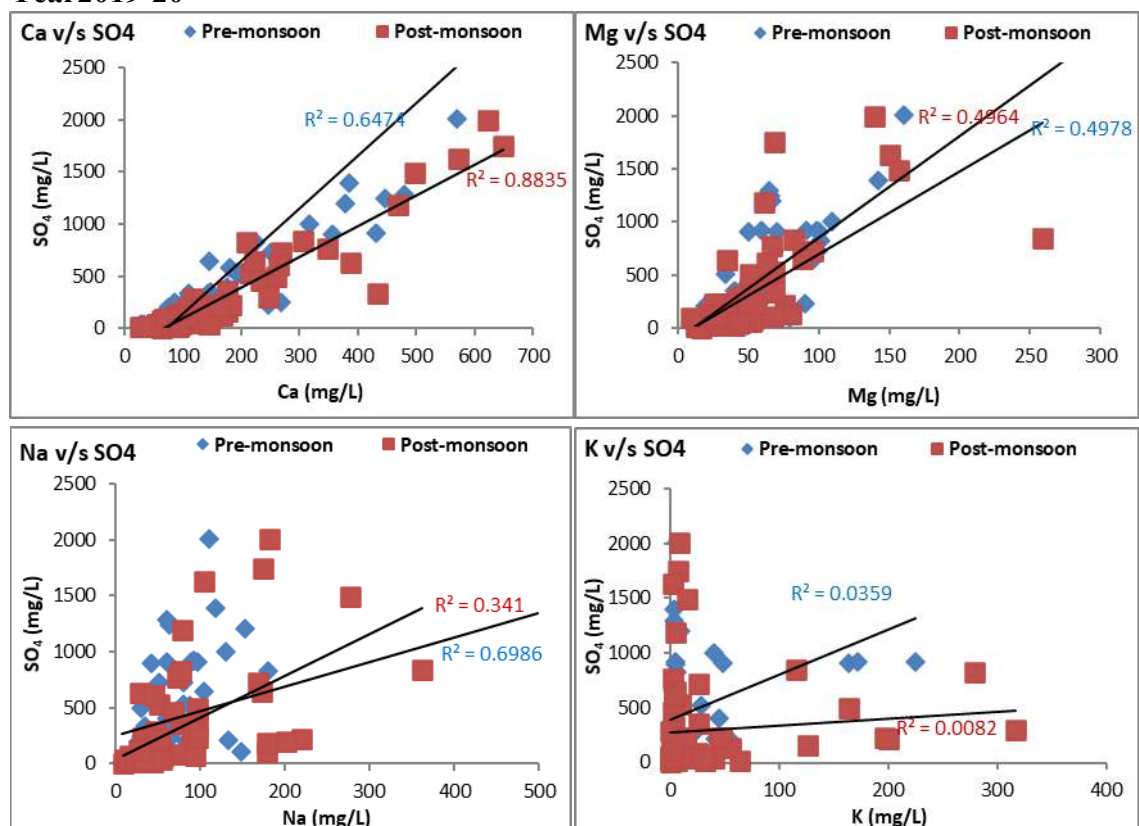 Year 2019-20
Ca v/s SO4
Pre-monsoon
Post-monsoon
2500
2000
1500
1000
500
0
SO4 (mg/L)
R² = 0.6474
R² = 0.8835
0 100 200 300 400 500 600 700
Ca (mg/L)
Mg v/s SO4
Pre-monsoon
Post-monsoon
2500
2000
1500
1000
500
0
SO4 (mg/L)
R² = 0.4964
R² = 0.4978
0 50 100 150 200 250 300
Mg (mg/L)
Na v/s SO4
Pre-monsoon
Post-monsoon
2500
2000
1500
1000
500
0
SO4 (mg/L)
R² = 0.341
R² = 0.6986
0 100 200 300 400 500
Na (mg/L)
K v/s SO4
Pre-monsoon
Post-monsoon
2500
2000
1500
1000
500
0
SO4 (mg/L)
R² = 0.0359
R² = 0.0082
0 100 200 300 400
K (mg/L)